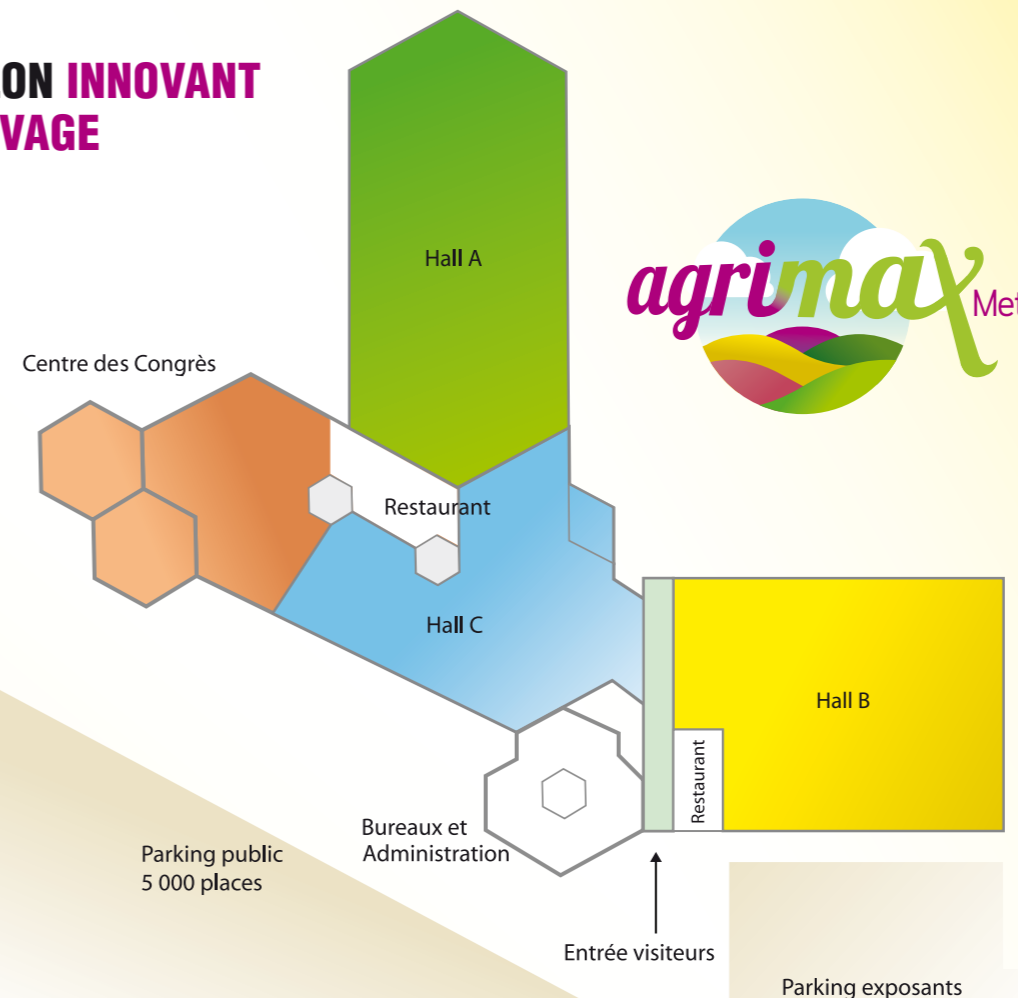 ON INNOVANT
VAGE
Hall A
agrimax
Met
Centre des Congrès
Restaurant
Hall C
Hall B
Restaurant
Bureaux et
Administration
Parking public
5 000 places
Entrée visiteurs
Parking exposants